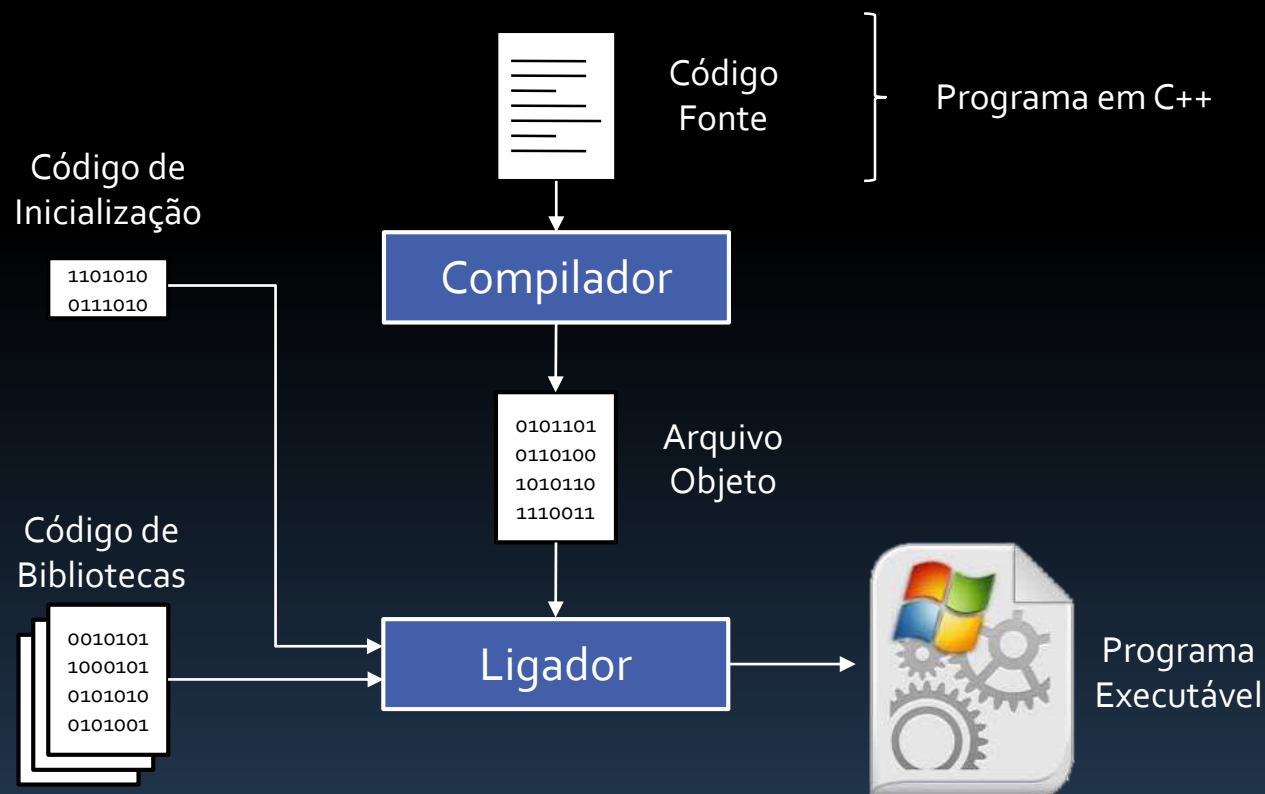 Código
Fonte
Programa em C++
Código de
Inicialização
1101010
0111010
Compilador
0101101
0110100
1010110
1110011
Arquivo
Objeto
Código de
Bibliotecas
0010101
1000101
0101010
0101001
Ligador
Programa
Executável